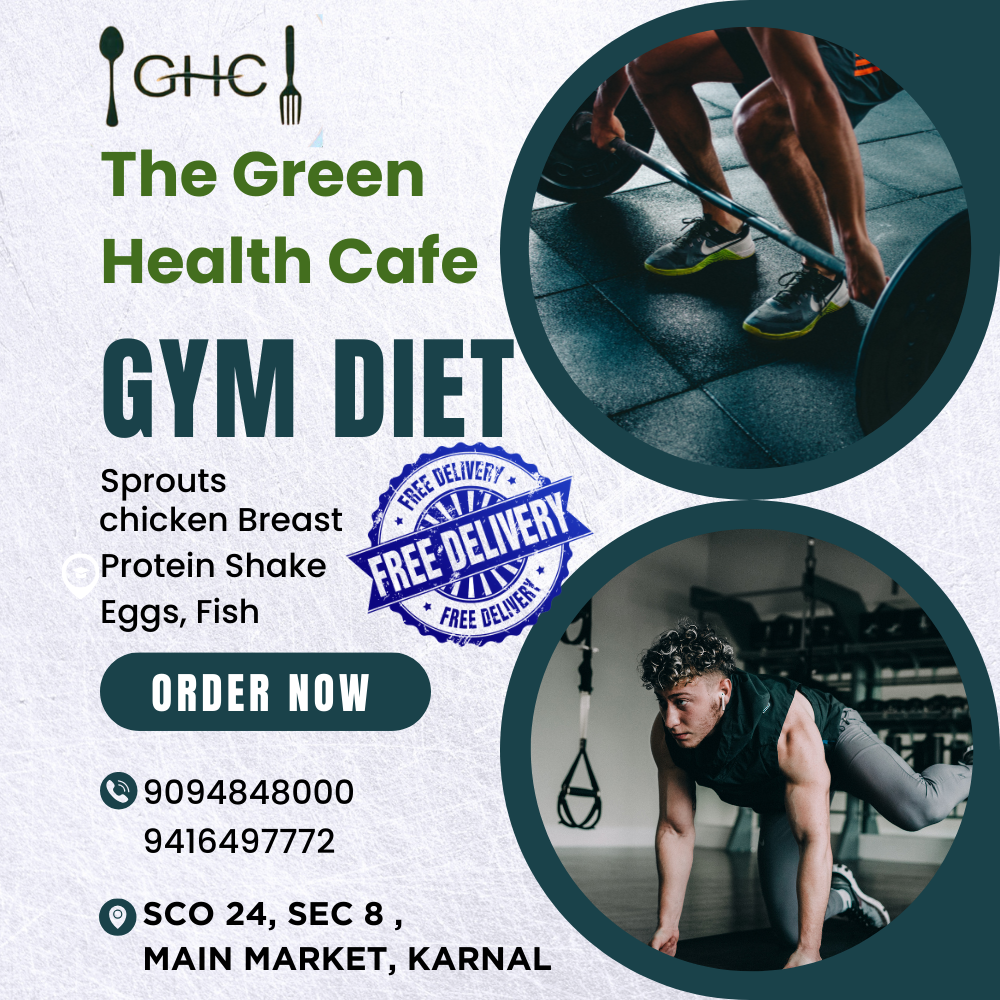 GHC
The Green
Health Cafe
GYM DIET
Sprouts
chicken Breast
Protein Shake
Eggs, Fish
FREE DELIVERY
FREE DELIVERY
FREE DELIVERY
ORDER NOW
9094848000
9416497772
SCO 24, SEC 8 ,
MAIN MARKET, KARNAL